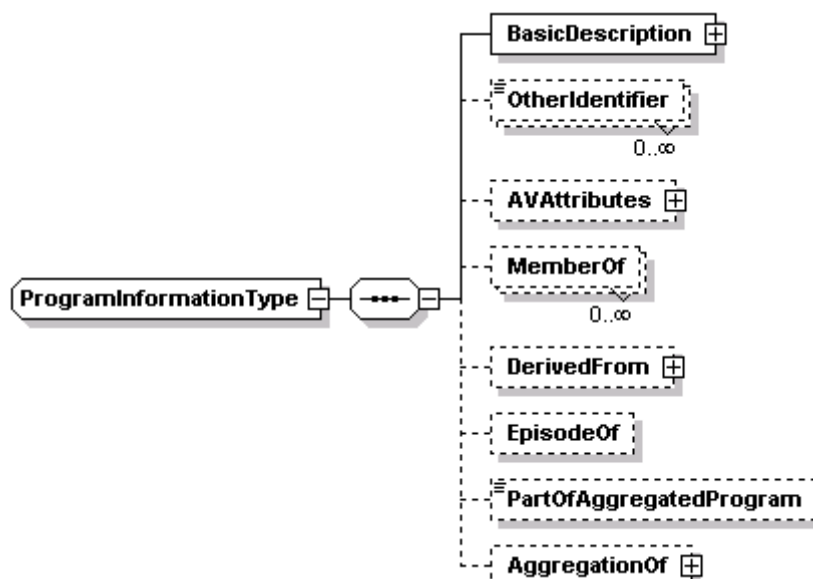 BasicDescription
OtherIdentifier
0..∞
AVAttributes
MemberOf
0..∞
ProgramInformationType
DerivedFrom
EpisodeOf
PartOfAggregatedProgram
AggregationOf